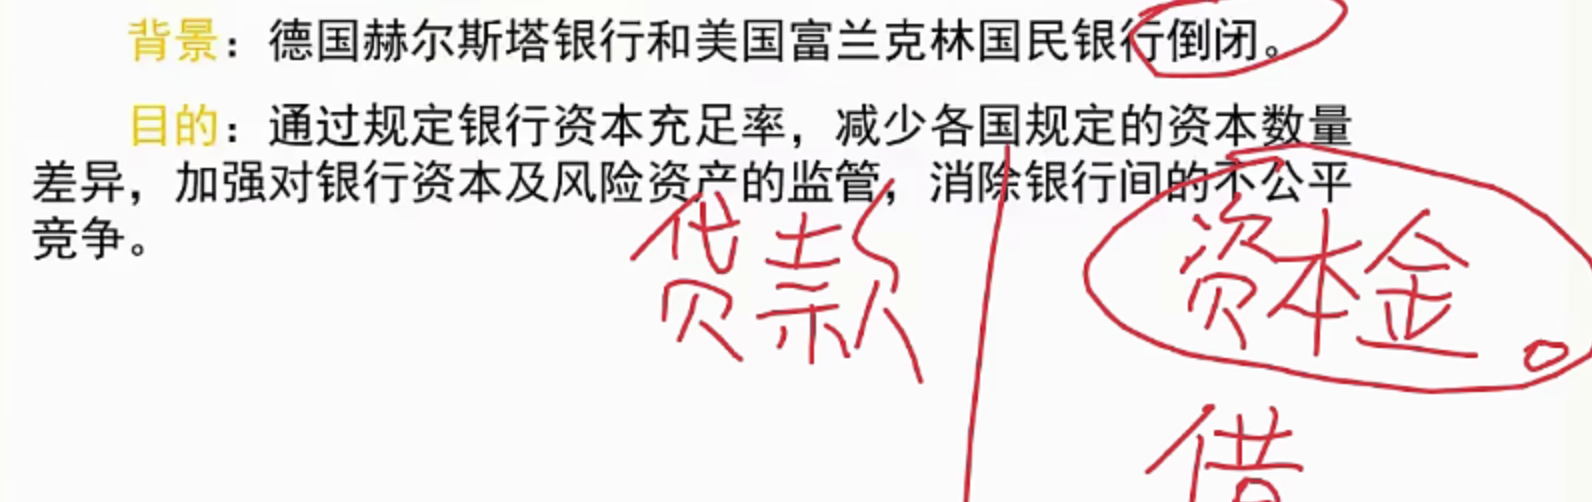 背景：德国赫尔斯塔银行和美国富兰克林国民银行倒闭。
目的：通过规定银行资本充足率，减少各国规定的资本数量
差异，加强对银行资本及风险资产的监管，消除银行间的不公平
竞争。
贷款
资本金。
借